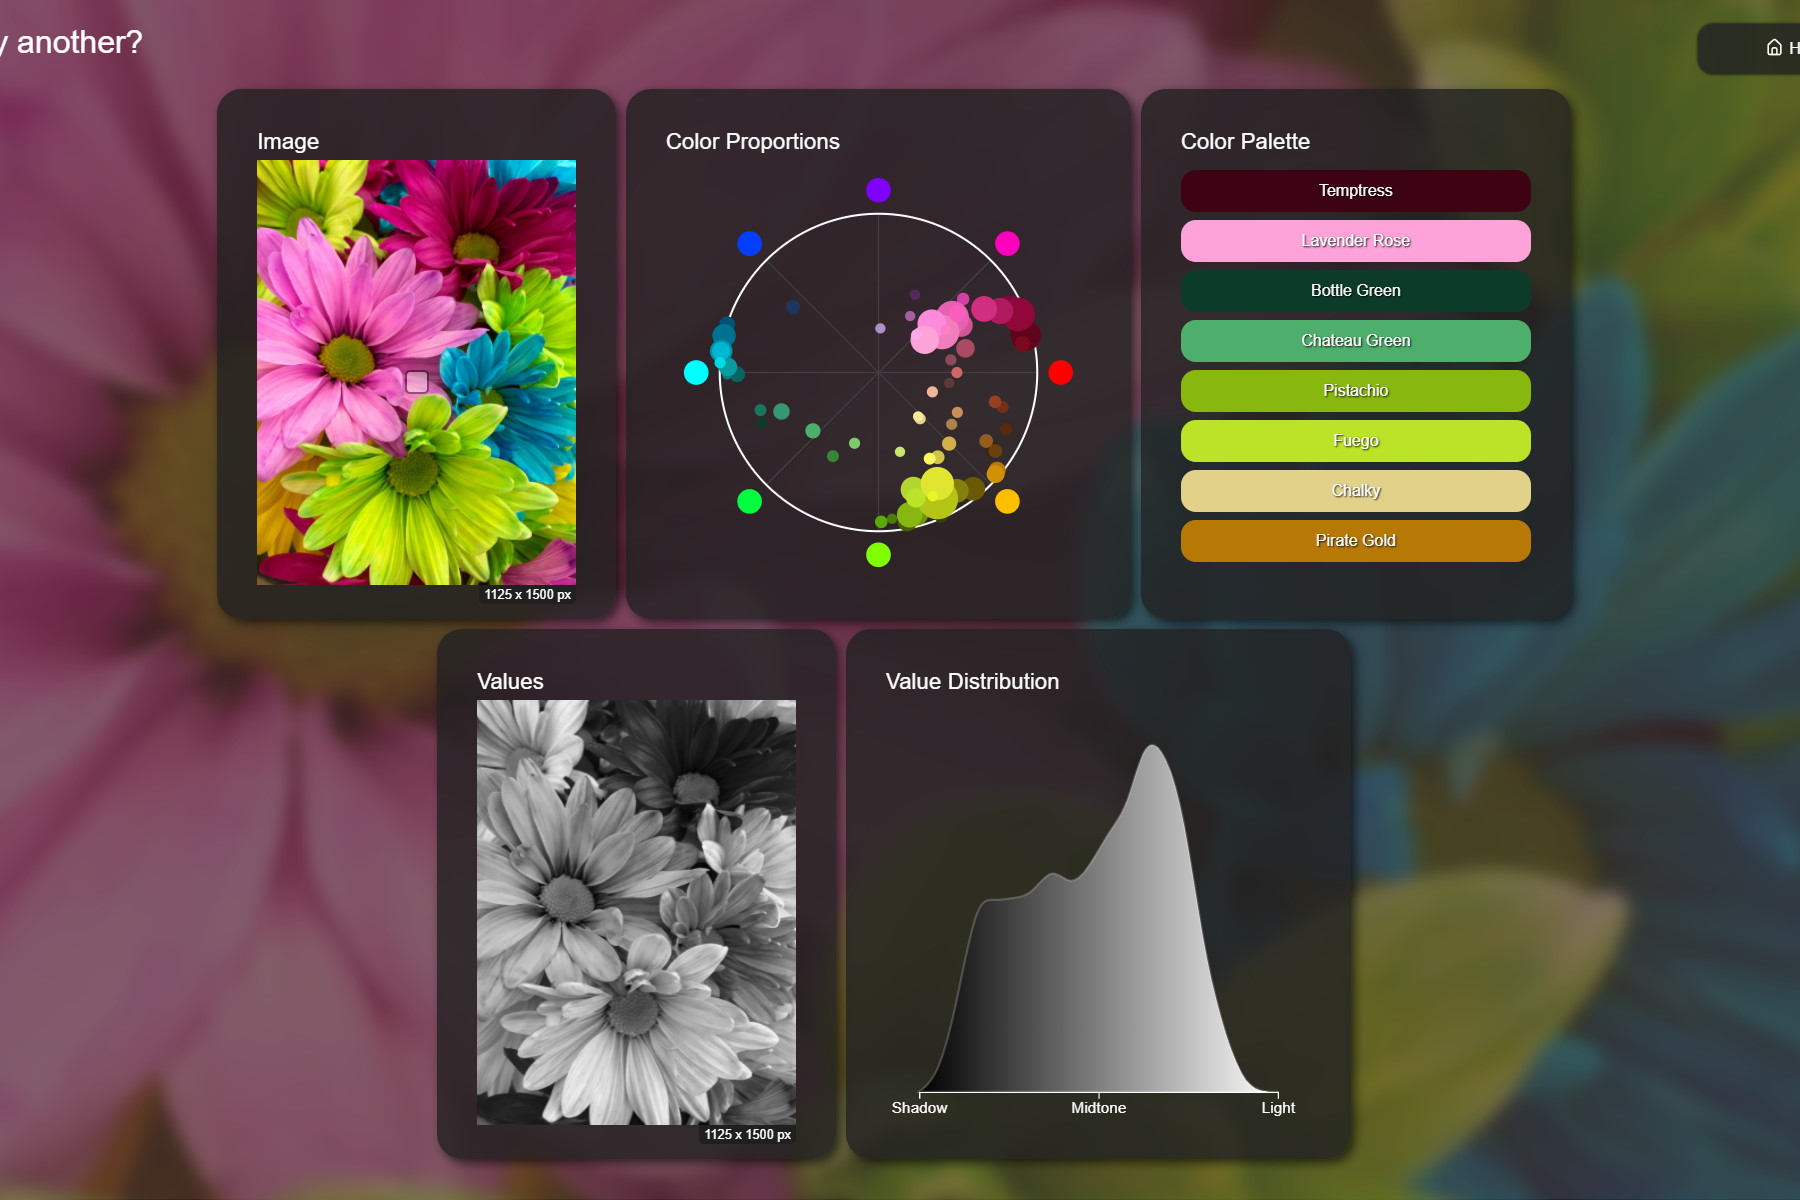 y another?
H
Image
1125 x 1500 px
Color Proportions
Color Palette
Temptress
Lavender Rose
Bottle Green
Chateau Green
Pistachio
Fuego
Chalky
Pirate Gold
Values
1125 x 1500 px
Value Distribution
Shadow
Midtone
Light